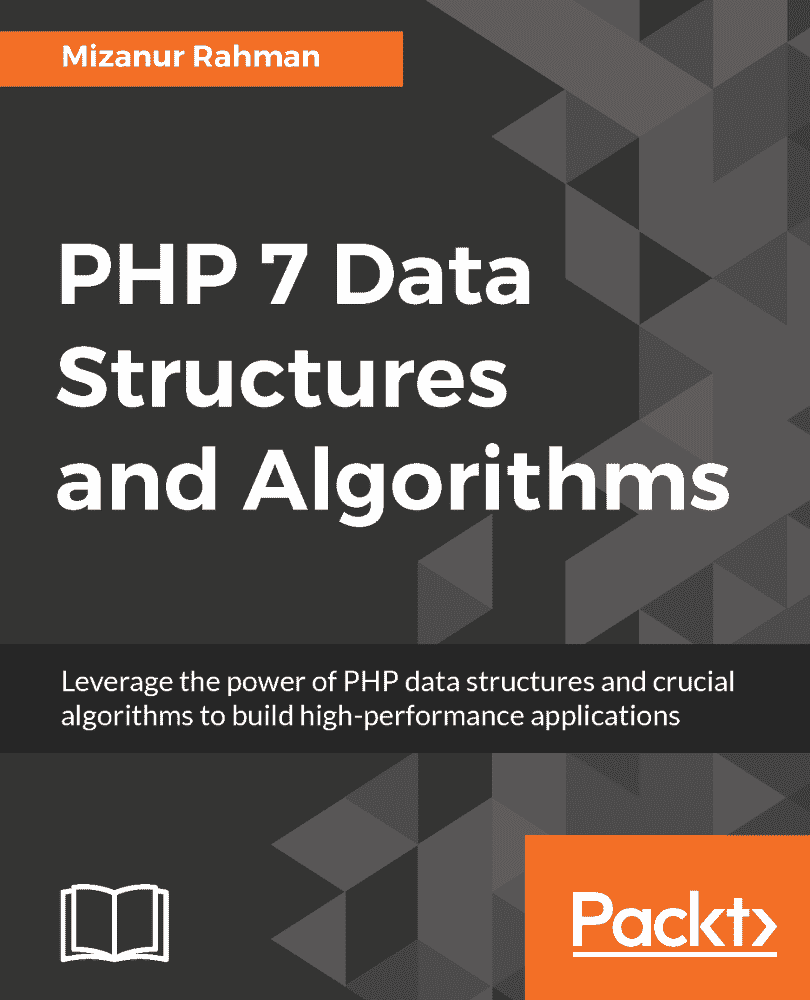 Mizanur Rahman
PHP 7 Data
Structures
and Algorithms
Leverage the power of PHP data structures and crucial
algorithms to build high-performance applications
Packt>